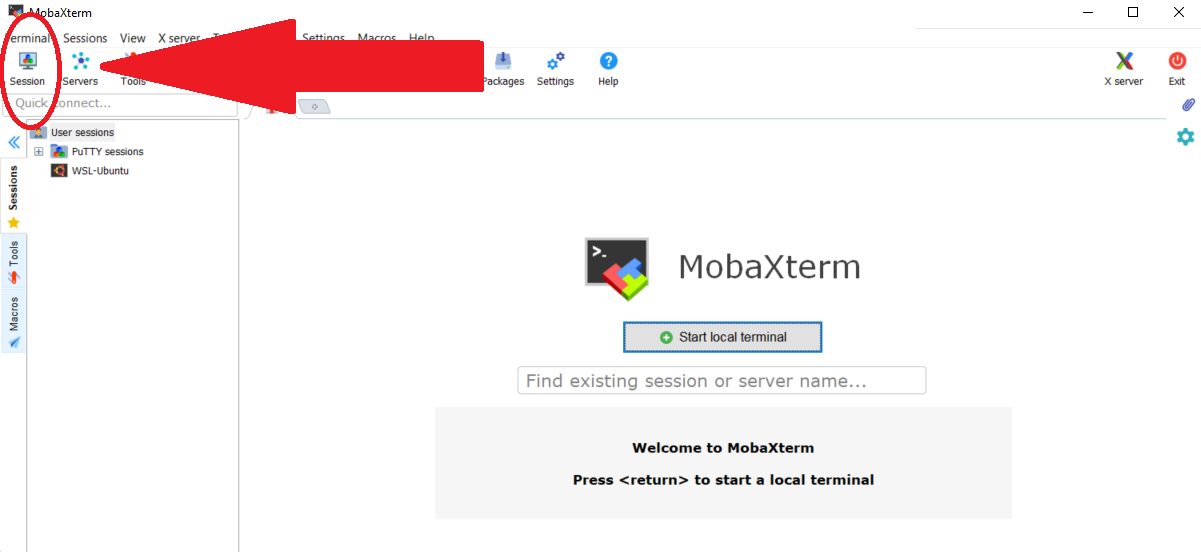 MobaXterm
erminal Sessions View X server Settings Macros Help
Session Servers Tools Packages Settings Help X server Exit
Quick connect...
User sessions
PuTTY sessions
WSL-Ubuntu
Sessions
Tools
Macros
>_
MobaXterm
Start local terminal
Find existing session or server name...
Welcome to MobaXterm
Press <return> to start a local terminal